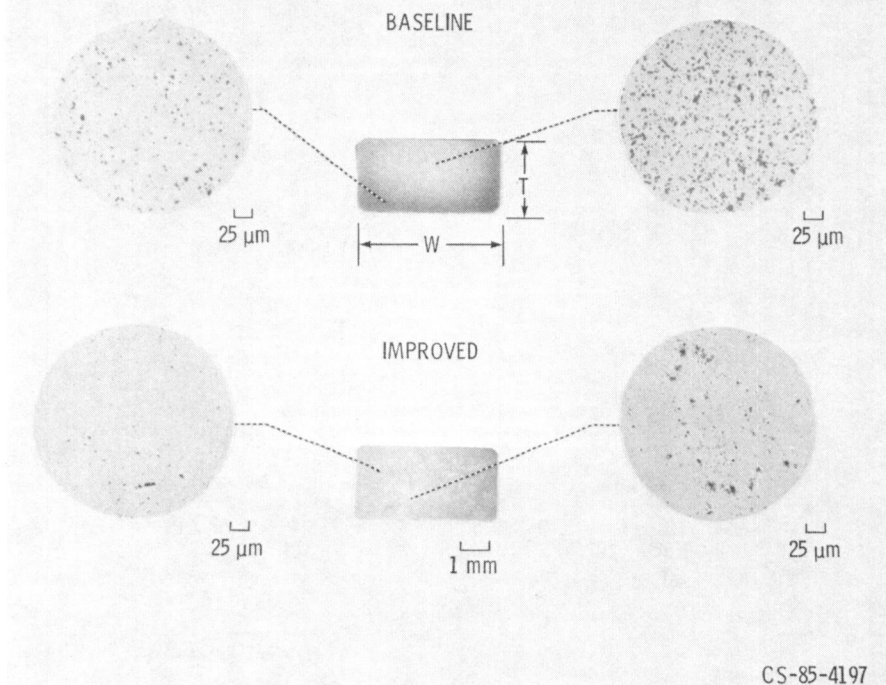 BASELINE
T
25 μm
25 μm
W
IMPROVED
25 μm
1 mm
25 μm
CS-85-4197